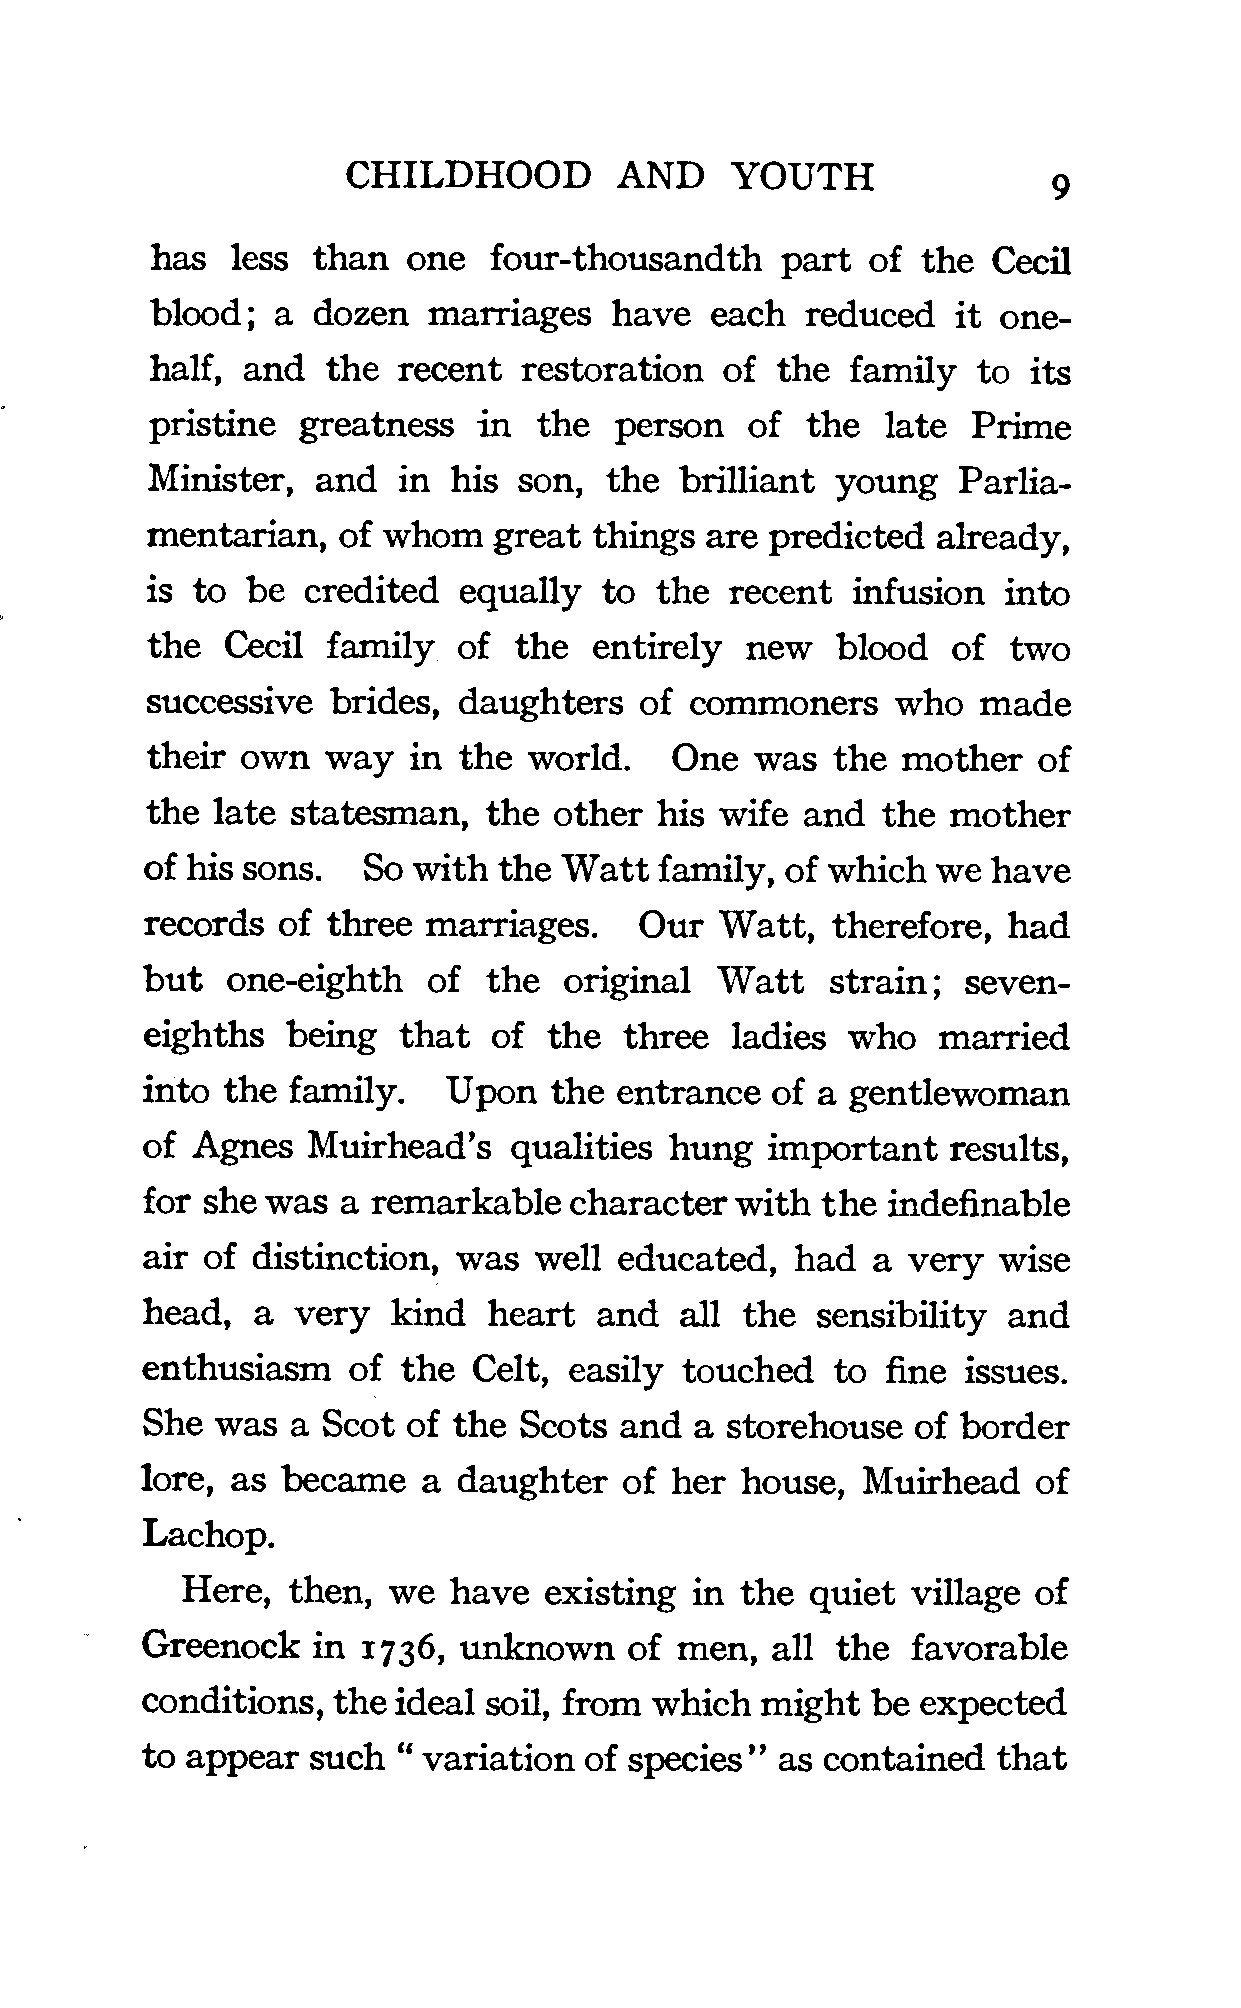 CHILDHOOD AND YOUTH 9
has less than one four-thousandth part of the Cecil
blood; a dozen marriages have each reduced it one-
half, and the recent restoration of the family to its
pristine greatness in the person of the late Prime
Minister, and in his son, the brilliant young Parlia-
mentarian, of whom great things are predicted already,
is to be credited equally to the recent infusion into
the Cecil family of the entirely new blood of two
successive brides, daughters of commoners who made
their own way in the world. One was the mother of
the late statesman, the other his wife and the mother
of his sons. So with the Watt family, of which we have
records of three marriages. Our Watt, therefore, had
but one-eighth of the original Watt strain; seven-
eighths being that of the three ladies who married
into the family. Upon the entrance of a gentlewoman
of Agnes Muirhead's qualities hung important results,
for she was a remarkable character with the indefinable
air of distinction, was well educated, had a very wise
head, a very kind heart and all the sensibility and
enthusiasm of the Celt, easily touched to fine issues.
She was a Scot of the Scots and a storehouse of border
lore, as became a daughter of her house, Muirhead of
Lachop.
Here, then, we have existing in the quiet village of
Greenock in 1736, unknown of men, all the favorable
conditions, the ideal soil, from which might be expected
to appear such "variation of species" as contained that